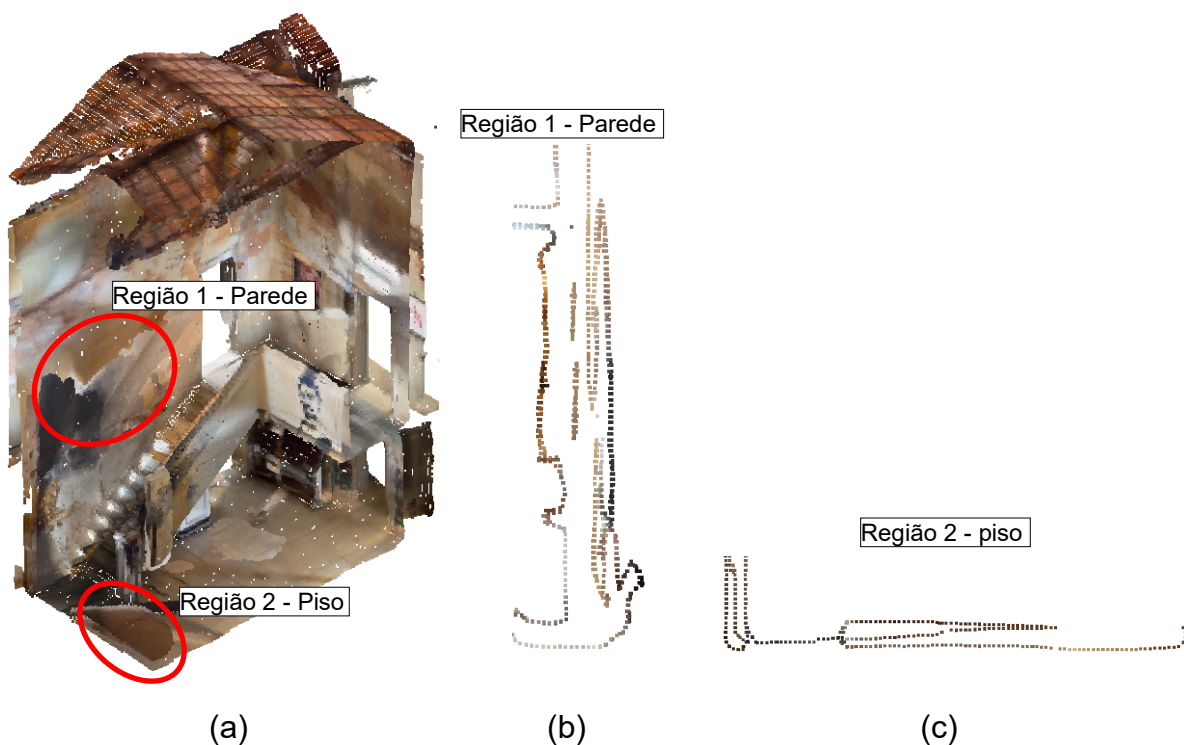 Região 1 - Parede
Região 1 - Parede
Região 2 - piso
Região 2 - Piso
(a)
(b)
(c)